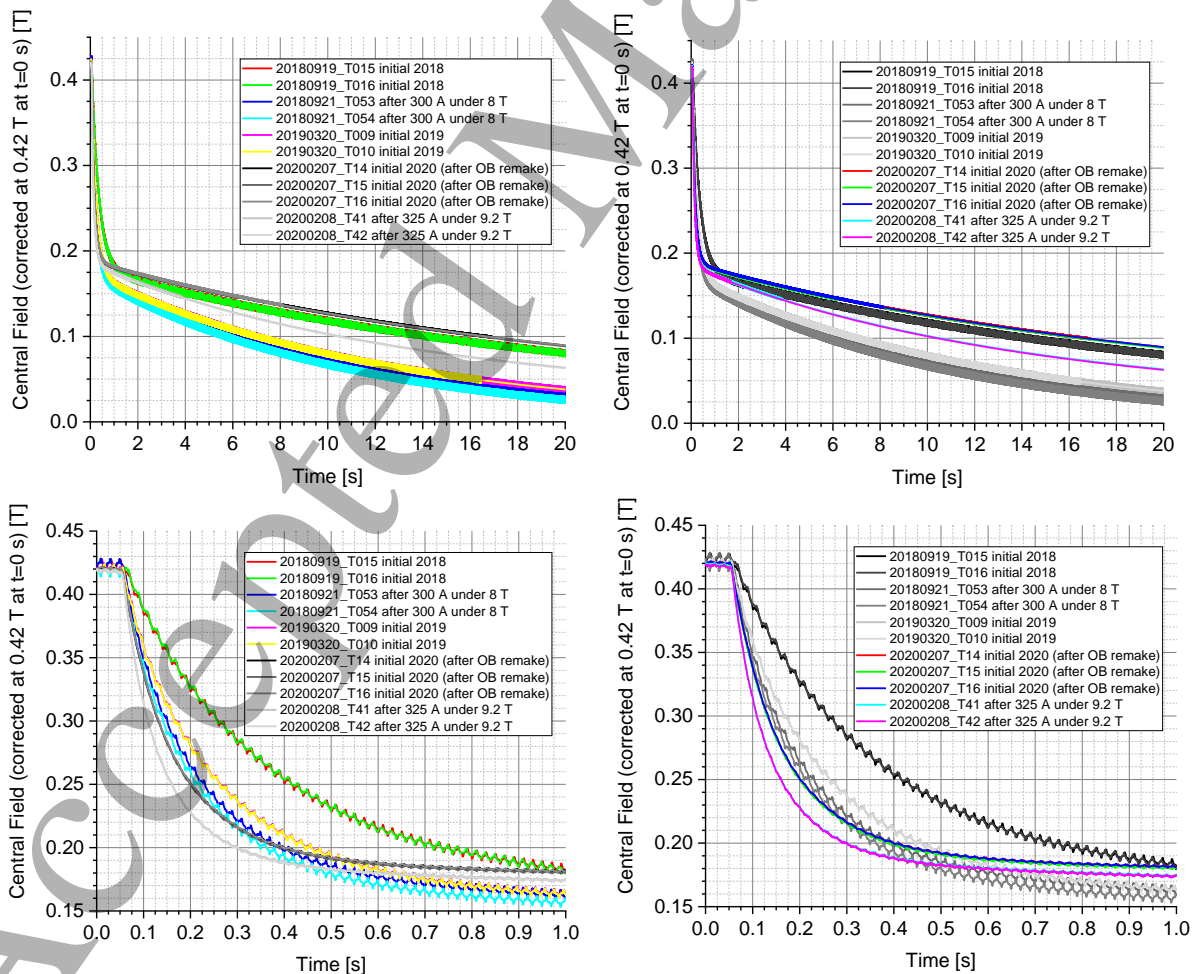 Accepted Ma
Central Field (corrected at 0.42 T at t=0 s) [T]
0.4
0.3
0.2
0.1
0.0
20180919_T015 initial 2018
20180919_T016 initial 2018
20180921_T053 after 300 A under 8 T
20180921_T054 after 300 A under 8 T
20190320_T009 initial 2019
20190320_T010 initial 2019
20200207_T14 initial 2020 (after OB remake)
20200207_T15 initial 2020 (after OB remake)
20200207_T16 initial 2020 (after OB remake)
20200208_T41 after 325 A under 9.2 T
20200208_T42 after 325 A under 9.2 T
0 2 4 6 8 10 12 14 16 18 20
Time [s]
Central Field (corrected at 0.42 T at t=0 s) [T]
0.4
0.3
0.2
0.1
0.0
20180919_T015 initial 2018
20180919_T016 initial 2018
20180921_T053 after 300 A under 8 T
20180921_T054 after 300 A under 8 T
20190320_T009 initial 2019
20190320_T010 initial 2019
20200207_T14 initial 2020 (after OB remake)
20200207_T15 initial 2020 (after OB remake)
20200207_T16 initial 2020 (after OB remake)
20200208_T41 after 325 A under 9.2 T
20200208_T42 after 325 A under 9.2 T
0 2 4 6 8 10 12 14 16 18 20
Time [s]
Central Field (corrected at 0.42 T at t=0 s) [T]
0.45
0.40
0.35
0.30
0.25
0.20
0.15
20180919_T015 initial 2018
20180919_T016 initial 2018
20180921_T053 after 300 A under 8 T
20180921_T054 after 300 A under 8 T
20190320_T009 initial 2019
20190320_T010 initial 2019
20200207_T14 initial 2020 (after OB remake)
20200207_T15 initial 2020 (after OB remake)
20200207_T16 initial 2020 (after OB remake)
20200208_T41 after 325 A under 9.2 T
20200208_T42 after 325 A under 9.2 T
0.0 0.1 0.2 0.3 0.4 0.5 0.6 0.7 0.8 0.9 1.0
Time [s]
Central Field (corrected at 0.42 T at t=0 s) [T]
0.45
0.40
0.35
0.30
0.25
0.20
0.15
20180919_T015 initial 2018
20180919_T016 initial 2018
20180921_T053 after 300 A under 8 T
20180921_T054 after 300 A under 8 T
20190320_T009 initial 2019
20190320_T010 initial 2019
20200207_T14 initial 2020 (after OB remake)
20200207_T15 initial 2020 (after OB remake)
20200207_T16 initial 2020 (after OB remake)
20200208_T41 after 325 A under 9.2 T
20200208_T42 after 325 A under 9.2 T
0.0 0.1 0.2 0.3 0.4 0.5 0.6 0.7 0.8 0.9 1.0
Time [s]